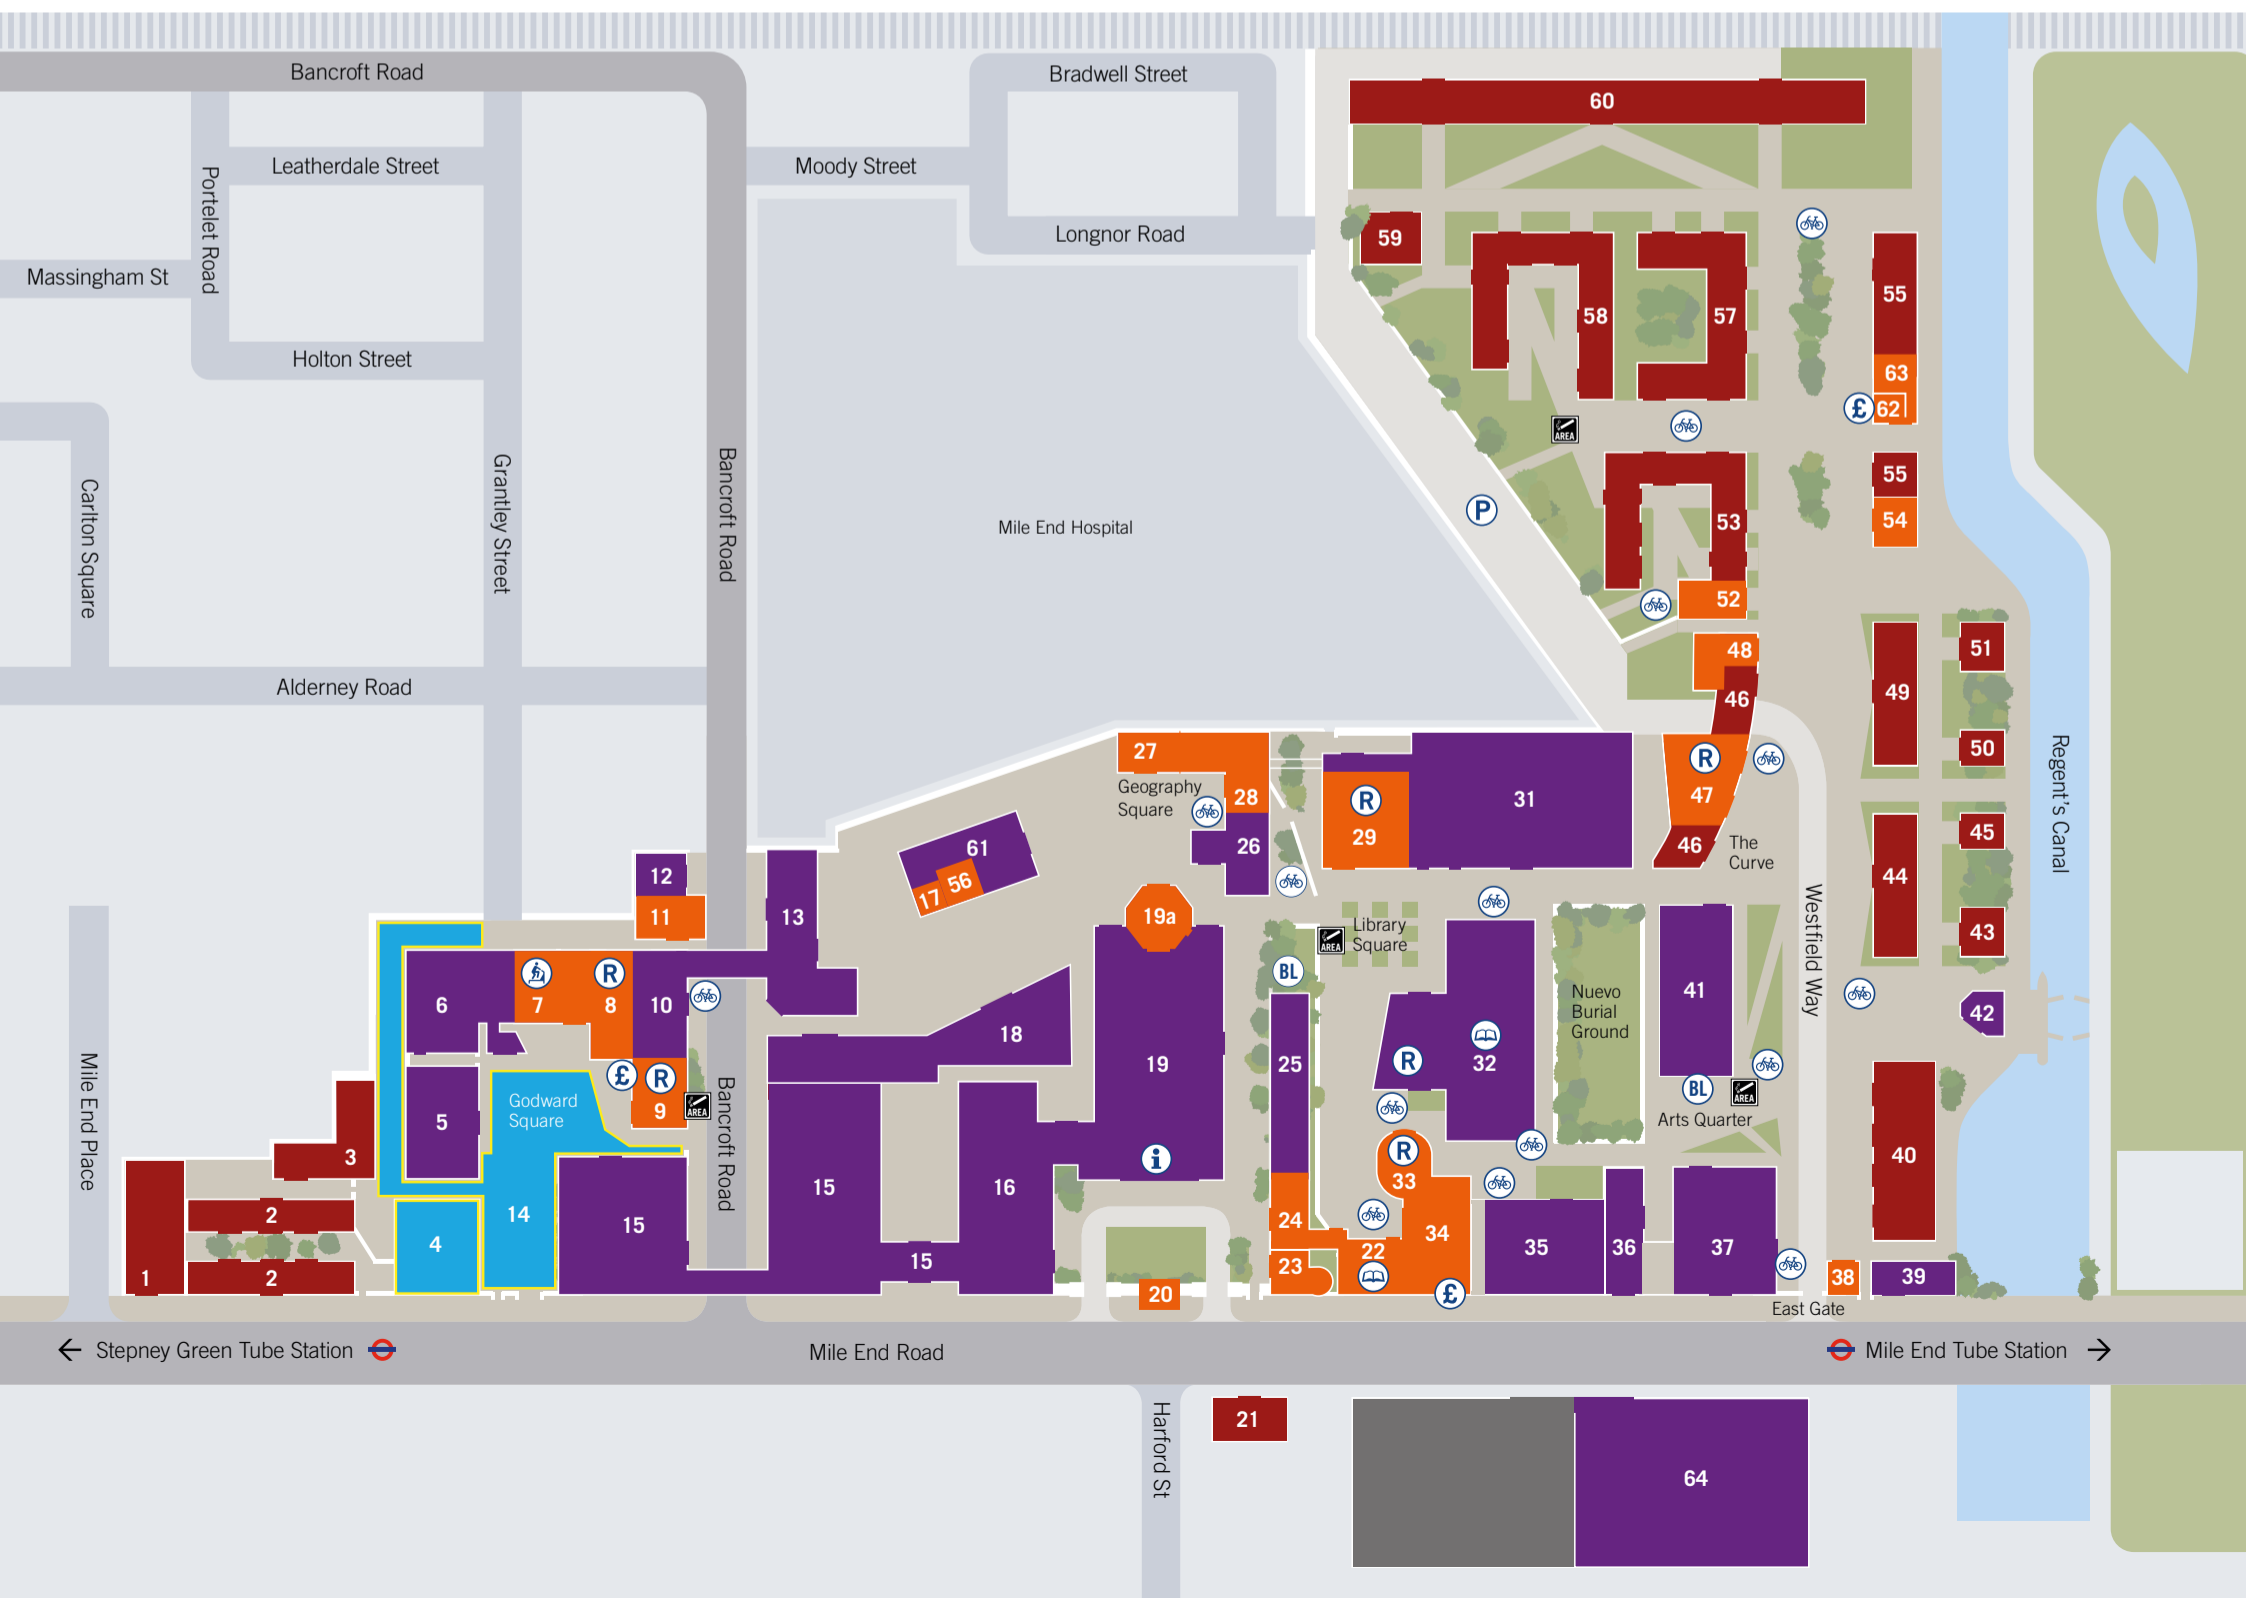 Bancroft Road
Bradwell Street
60
Leatherdale Street
Moody Street
Portelet Road
Longnor Road
59
Massingham St
55
58
57
Holton Street
63
£
62
AREA
Bancroft Road
Grantley Street
Carlton Square
55
P
54
53
Mile End Hospital
52
51
48
Alderney Road
49
46
50
27
R
Regent's Canal
Geography
Square
28
R
31
47
29
45
26
46
The
Curve
61
12
44
56
17
11
13
19a
Library
Square
AREA
43
Westfield Way
R
BL
6
7
8
10
Nuevo
Burial
Ground
41
42
18
19
25
R
32
£
R
BL
AREA
Godward
Square
9
AREA
5
Arts Quarter
Mile End Place
Bancroft Road
3
i
R
33
40
15
16
2
14
15
24
34
4
22
35
36
37
15
1
2
23
38
39
20
£
East Gate
Stepney Green Tube Station
Mile End Road
Mile End Tube Station
21
Harford St
64